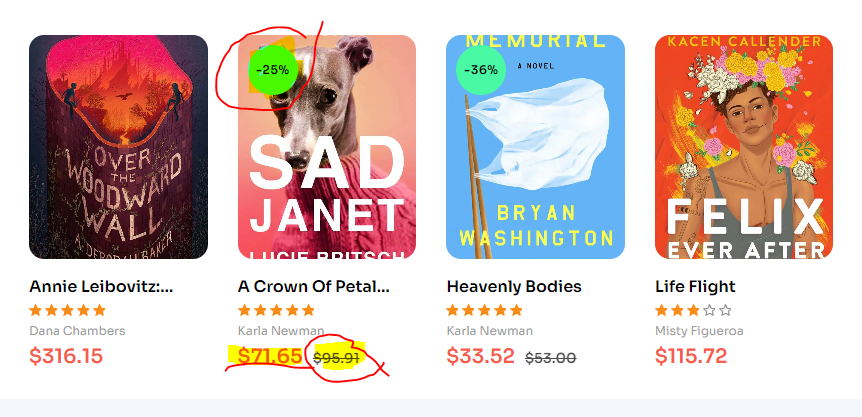 OVER
THE
WOODWARD
WALL
A. DEBORAH BAKER
Annie Leibovitz:...
Dana Chambers
$316.15
-25%
SAD
JANET
LUCIE BRITSCH
A Crown Of Petal...
Karla Newman
$71.65 $95.91
MEMORIAL
-36%
A NOVEL
BRYAN
WASHINGTON
Heavenly Bodies
Karla Newman
$33.52 $53.00
KACEN CALLENDER
FELIX
EVER AFTER
Life Flight
Misty Figueroa
$115.72